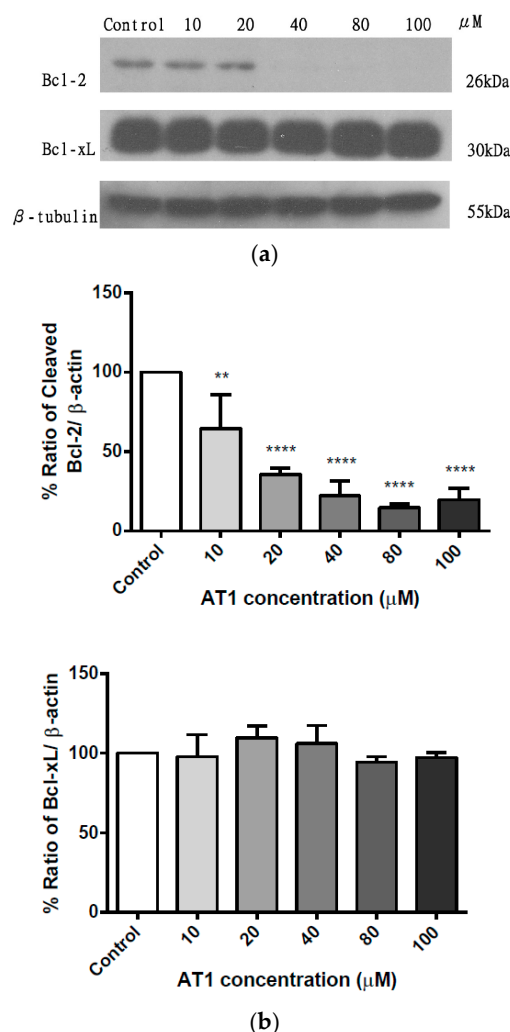 Control 10 20 40 80 100 μM
Bcl-2 26kDa
Bcl-xL 30kDa
β-tubulin 55kDa
(a)
% Ratio of Cleaved
Bcl-2/ β-actin
150
100
50
0
**
****
****
****
****
Control 10 20 40 80 100
AT1 concentration (μM)
% Ratio of Bcl-xL/ β-actin
150
100
50
0
Control 10 20 40 80 100
AT1 concentration (μM)
(b)